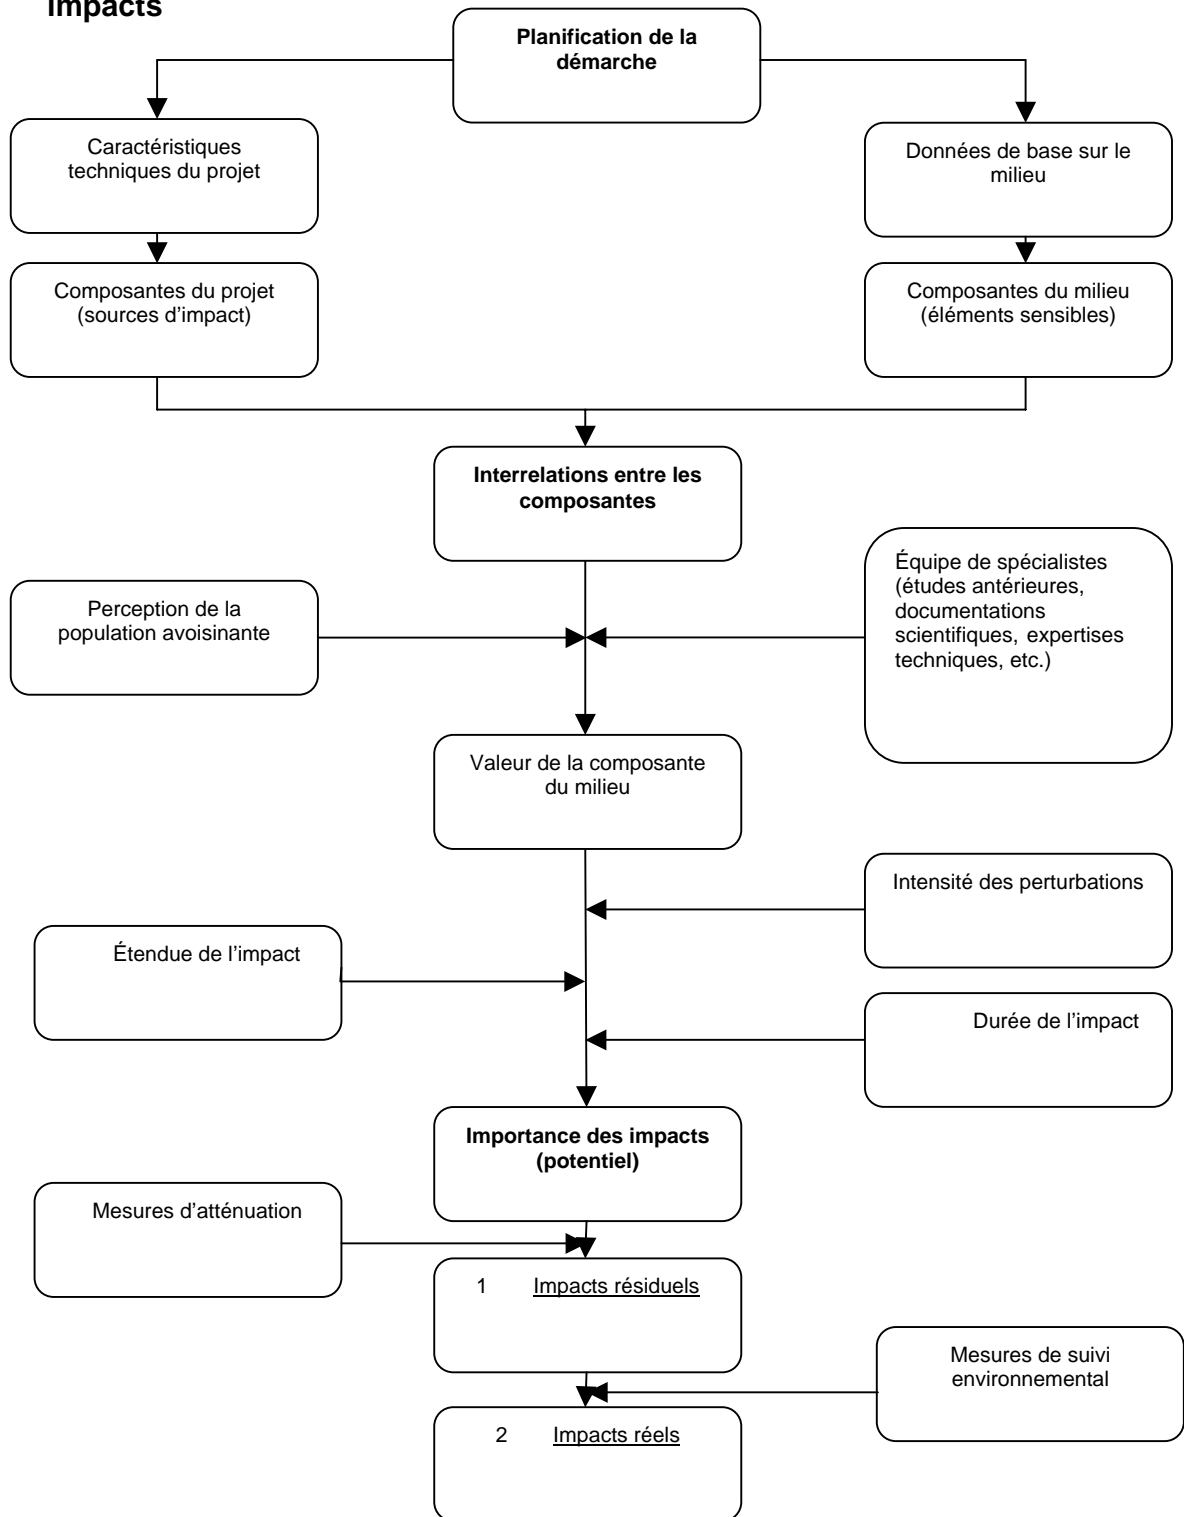 impacts
Planification de la
démarche
Caractéristiques
techniques du projet
Données de base sur le
milieu
Composantes du projet
(sources d'impact)
Composantes du milieu
(éléments sensibles)
Interrelations entre les
composantes
Perception de la
population avoisinante
Équipe de spécialistes
(études antérieures,
documentations
scientifiques, expertises
techniques, etc.)
Valeur de la composante
du milieu
Intensité des perturbations
Étendue de l'impact
Durée de l'impact
Importance des impacts
(potentiel)
Mesures d'atténuation
1 Impacts résiduels
Mesures de suivi
environnemental
2 Impacts réels